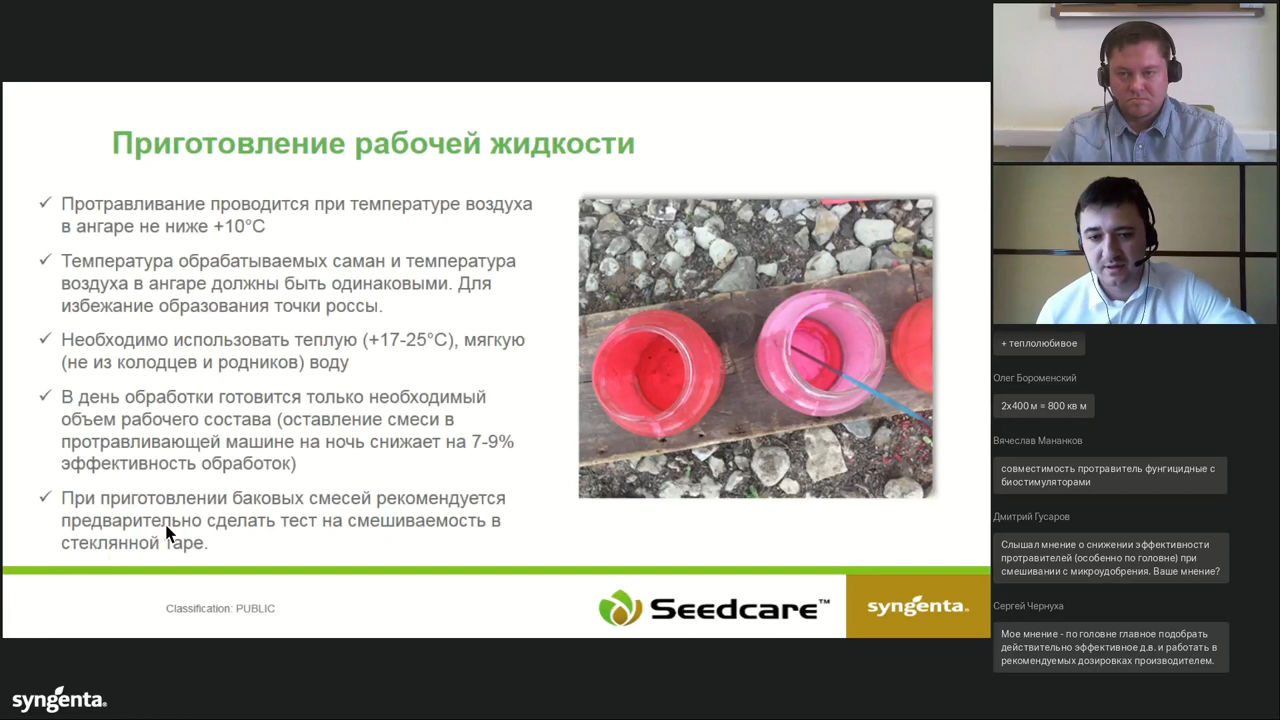 Приготовление рабочей жидкости
Протравливание проводится при температуре воздуха
в ангаре не ниже +10°C
Температура обрабатываемых саман и температура
воздуха в ангаре должны быть одинаковыми. Для
избежание образования точки россы.
Необходимо использовать теплую (+17-25°C), мягкую
(не из колодцев и родников) воду
В день обработки готовится только необходимый
объем рабочего состава (оставление смеси в
протравливающей машине на ночь снижает на 7-9%
эффективность обработок)
При приготовлении баковых смесей рекомендуется
предварительно сделать тест на смешиваемость в
стеклянной таре.
Classification: PUBLIC
Seedcare™
syngenta®
syngenta®
+ теплолюбивое
Олег Бороменский
2х400 м = 800 кв м
Вячеслав Мананков
совместимость протравитель фунгицидные с
биостимуляторами
Дмитрий Гусаров
Слышал мнение о снижении эффективности
протравителей (особенно по головне) при
смешивании с микроудобрения. Ваше мнение?
Сергей Чернуха
Мое мнение - по головне главное подобрать
действительно эффективное д.в. и работать в
рекомендуемых дозировках производителем.